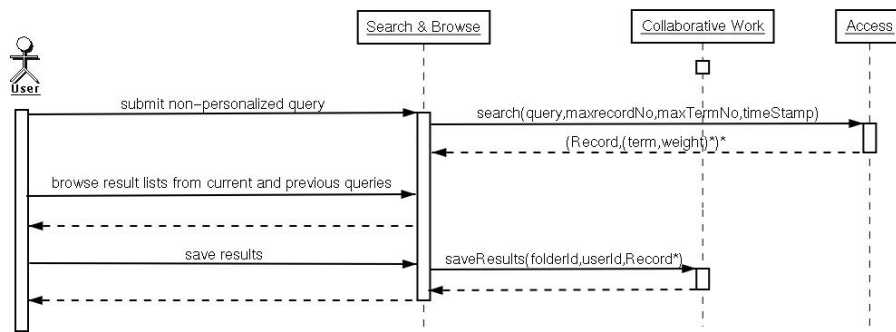 Search & Browse
Collaborative Work
Access
User
submit non-personalized query
search(query,maxrecordNo,maxTermNo,timeStamp)
(Record,(term,weight)*)*
browse result lists from current and previous queries
save results
saveResults(folderId,userId,Record*)